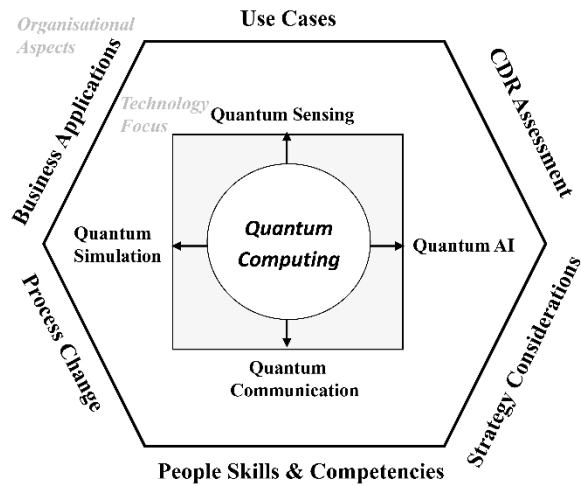 Organisational
Aspects
Use Cases
Business Applications
CDR Assessment
Technology
Focus
Quantum Sensing
Quantum
Simulation
Quantum
Computing
Quantum AI
Quantum
Communication
Process Change
Strategy Considerations
People Skills & Competencies